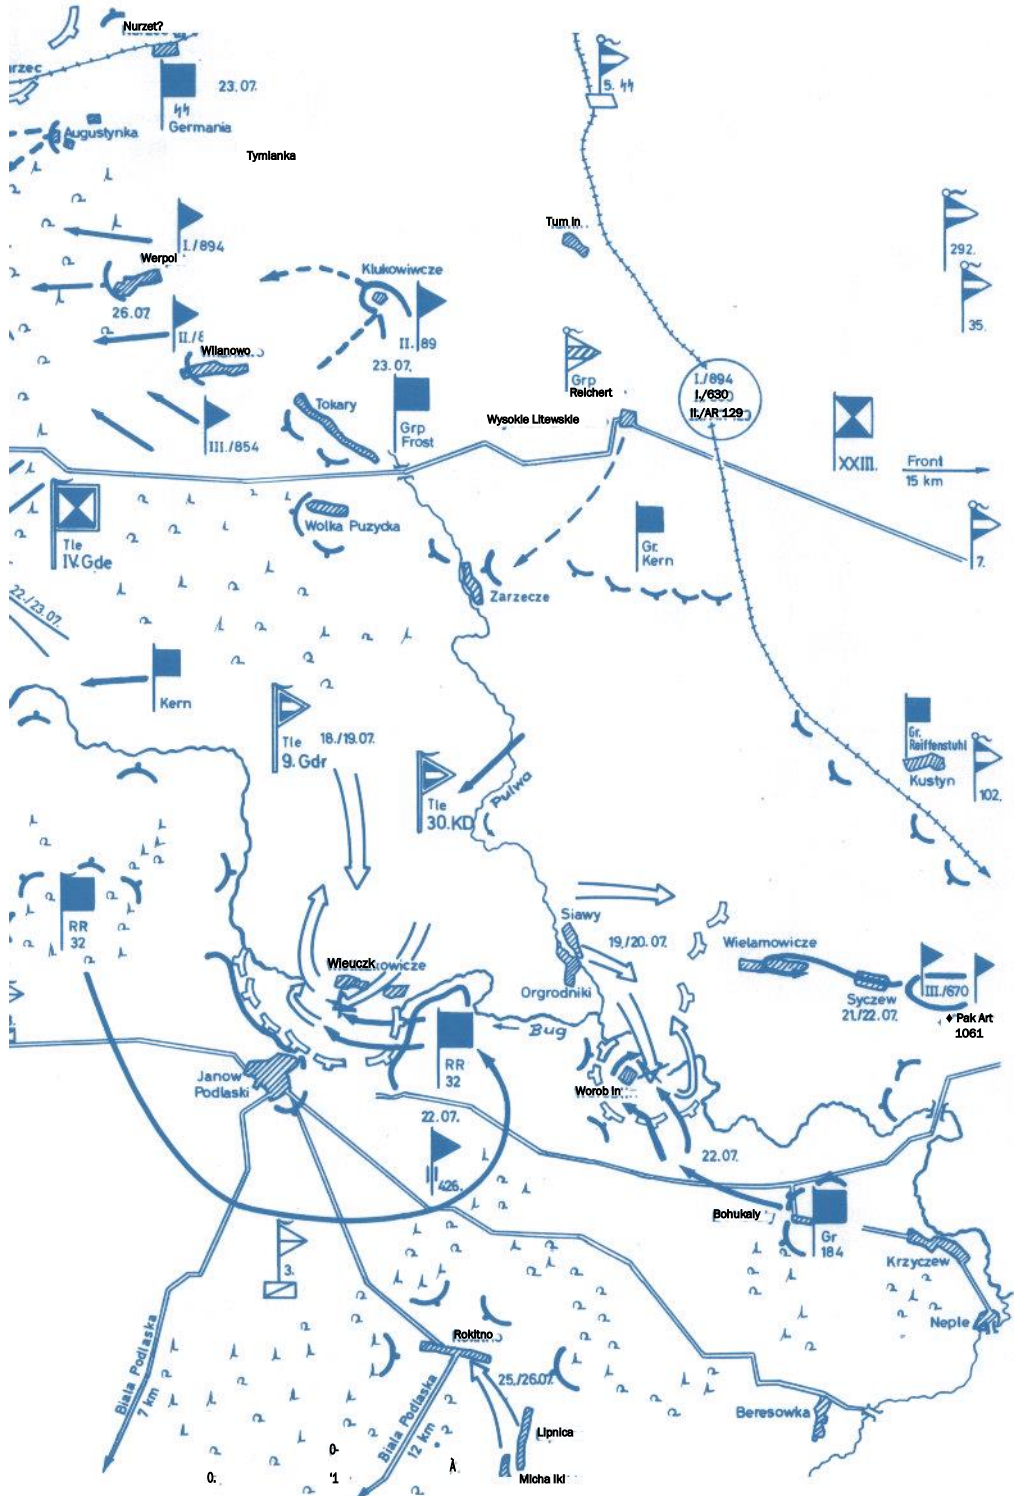 Nurzet?
rzec
23.07.
Germania
Augustynka
Tymianka
5.
I./894
Werpol
26.07.
II./8
Wilanowo
III./854
Klukowiwcze
II. 89
23.07.
Tokary
Grp
Frost
Turn in
Grp
Reichert
Wysokie Litewskie
I./894
I./630
II./AR 129
292.
35.
XXIII.
Front
15 km
7.
Tle
IV.Gde
Wolka Puzycka
Gr.
Kern
Zarzecze
22./23.07.
Kern
Tle
9.Gdr
18./19.07.
Tle
30.KD
Pulwa
Gr.
Reiffenstuhl
Kustyn
102.
RR
32
Siawy
19./20.07.
Orgrodniki
Wielamowicze
Syczew
21./22.07.
III./670
♦ Pak Art
1061
Wieuczk
kowicze
Bug
RR
32
Janow
Podlaski
Worob in
22.07.
426.
22.07.
Bohukaly
Gr
184
Krzyczew
3.
Neple
Rokitno
Biala Podlaska
7 km
Biala Podlaska
12 km
25./26.07.
Beresowka
Lipnica
Micha lki
0-
0:
'1
À